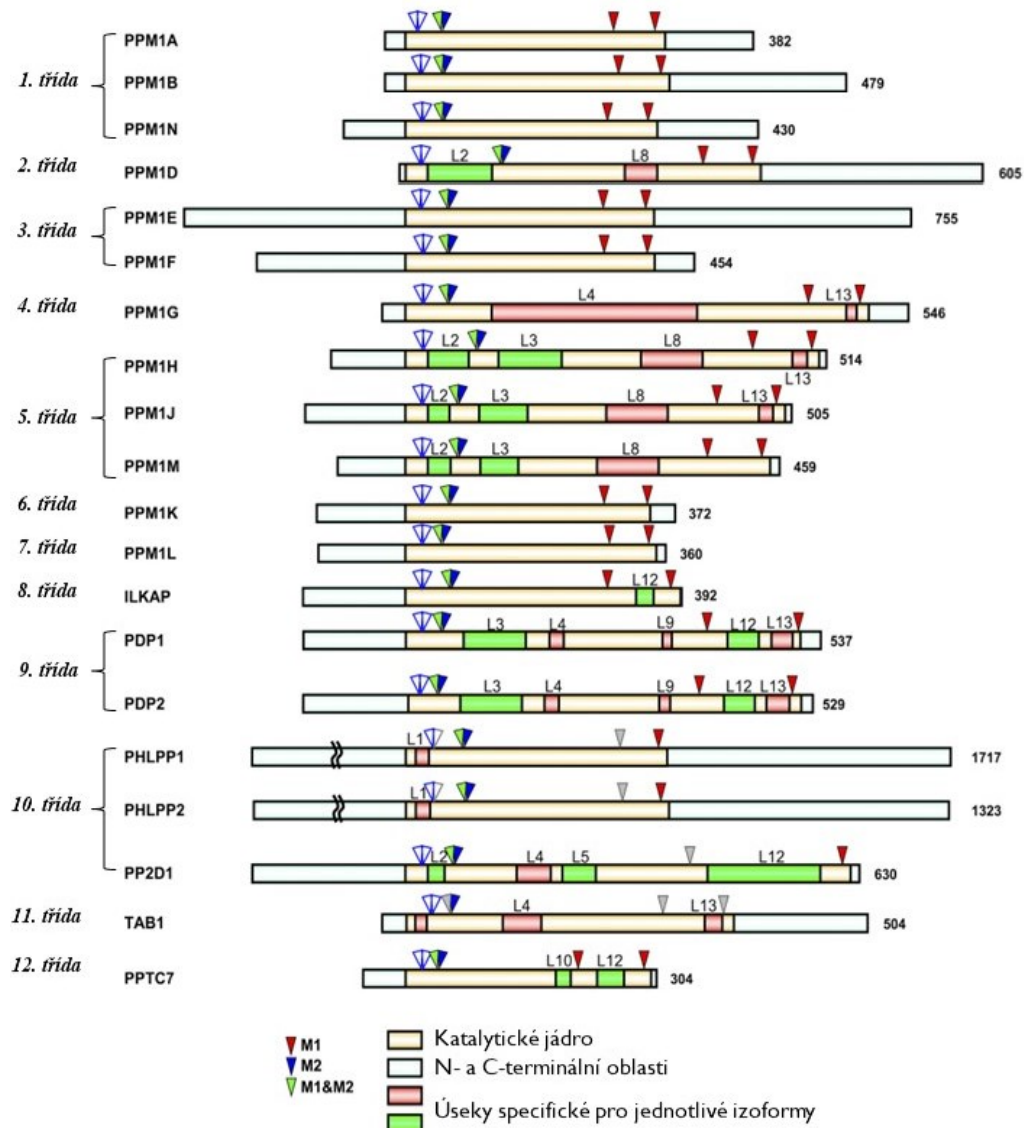 PPM1A 382
1. třída PPM1B 479
PPM1N 430
L2 L8
2. třída PPM1D 605
PPM1E 755
3. třída
PPM1F 454
L4 L13
4. třída PPM1G 546
L2 L3 L8
PPM1H 514
L13
L2 L3 L8 L13
5. třída PPM1J 505
L2 L3 L8
PPM1M 459
6. třída PPM1K 372
7. třída PPM1L 360
L12
8. třída ILKAP 392
L3 L4 L9 L12 L13
PDP1 537
9. třída
L3 L4 L9 L12 L13
PDP2 529
L1
PHLPP1 1717
L1
10. třída PHLPP2 1323
L2 L4 L5 L12
PP2D1 630
L4 L13
11. třída TAB1 504
12. třída
L10 L12
PPTC7 304
M1 Katalytické jádro
M2 N- a C-terminální oblasti
M1&M2
Úseky specifické pro jednotlivé izoformy